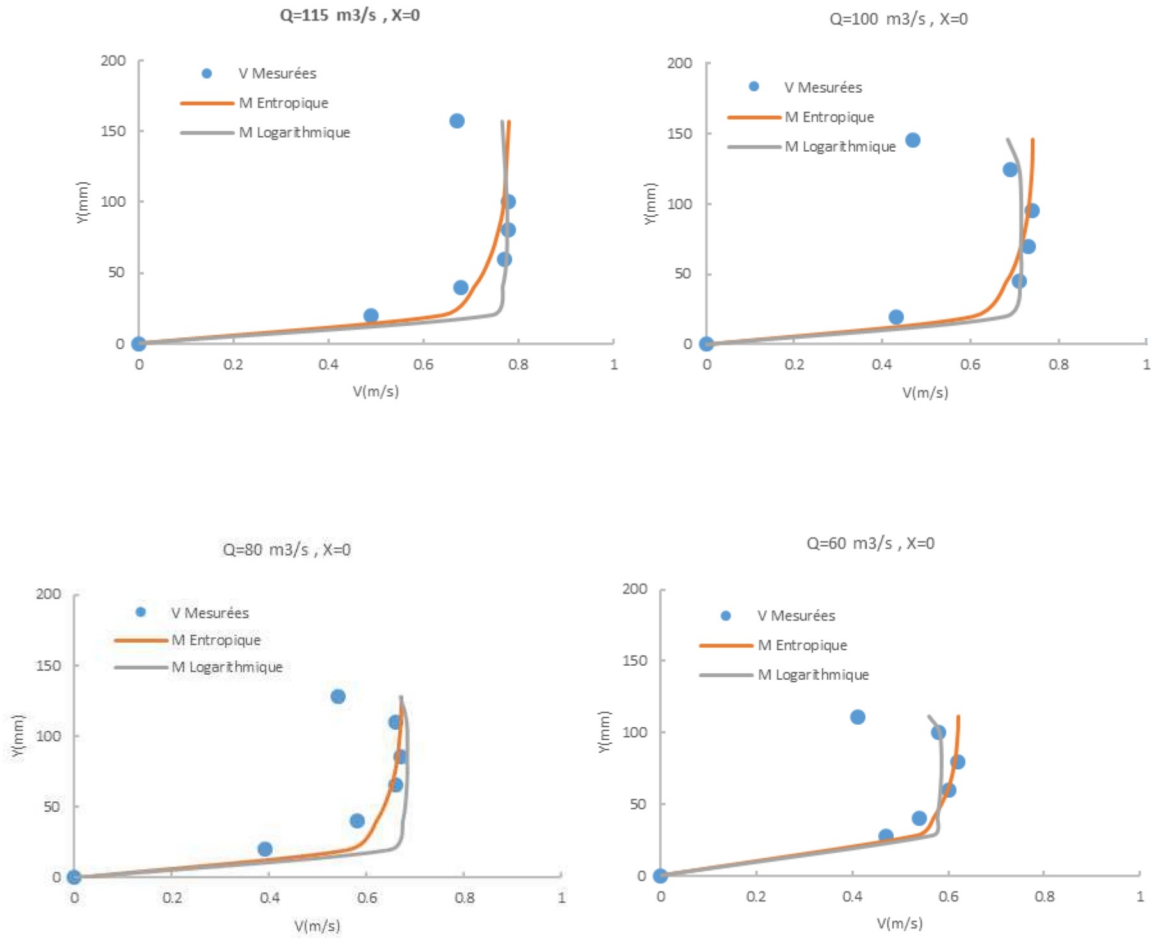 Q=115 m3/s , X=0
200
150
100
50
0
Y(mm)
V Mesurées
M Entropique
M Logarithmique
0 0.2 0.4 0.6 0.8 1
V(m/s)
Q=100 m3/s , X=0
200
150
100
50
0
Y(mm)
V Mesurées
M Entropique
M Logarithmique
0 0.2 0.4 0.6 0.8 1
V(m/s)
Q=80 m3/s , X=0
200
150
100
50
0
Y(mm)
V Mesurées
M Entropique
M Logarithmique
0 0.2 0.4 0.6 0.8 1
V(m/s)
Q=60 m3/s , X=0
200
150
100
50
0
Y(mm)
V Mesurées
M Entropique
M Logarithmique
0 0.2 0.4 0.6 0.8 1
V(m/s)